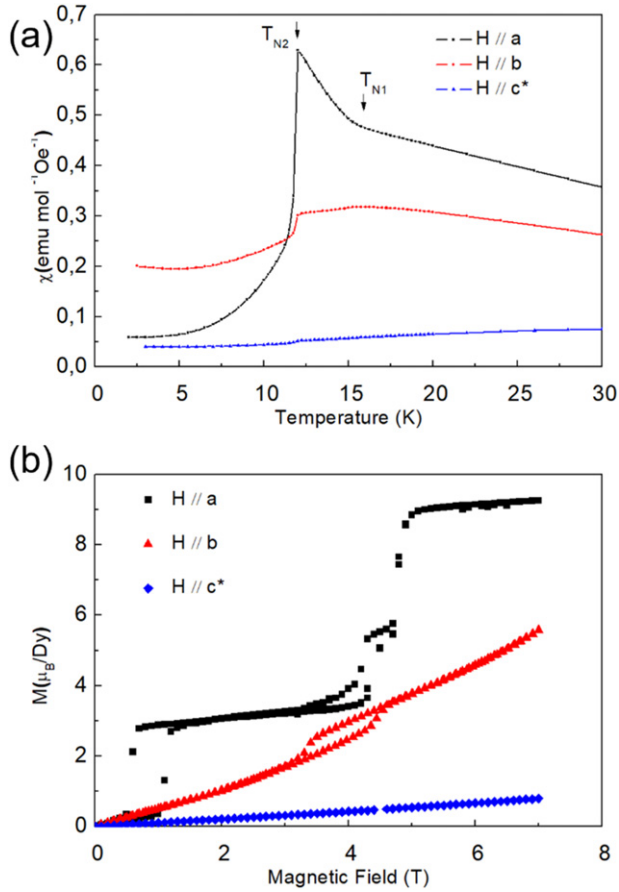 (a)
0,7
0,6
0,5
0,4
0,3
0,2
0,1
0,0
χ(emu mol⁻¹Oe⁻¹)
T_N2
T_N1
H // a
H // b
H // c*
0 5 10 15 20 25 30
Temperature (K)
(b)
10
8
6
4
2
0
M(μ_B/Dy)
H // a
H // b
H // c*
0 2 4 6 8
Magnetic Field (T)